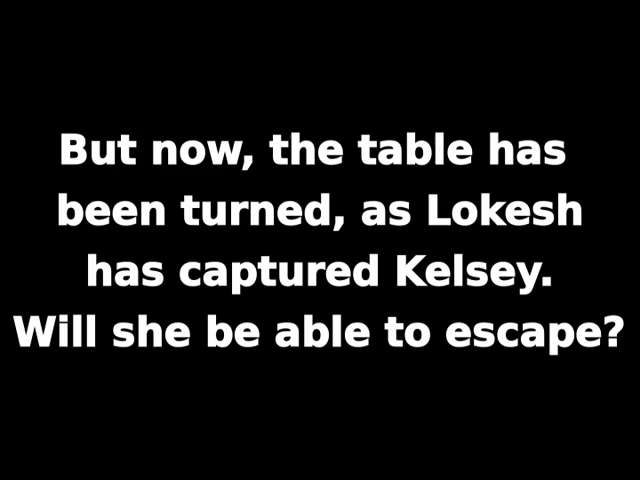 But now, the table has
been turned, as Lokesh
has captured Kelsey.
Will she be able to escape?